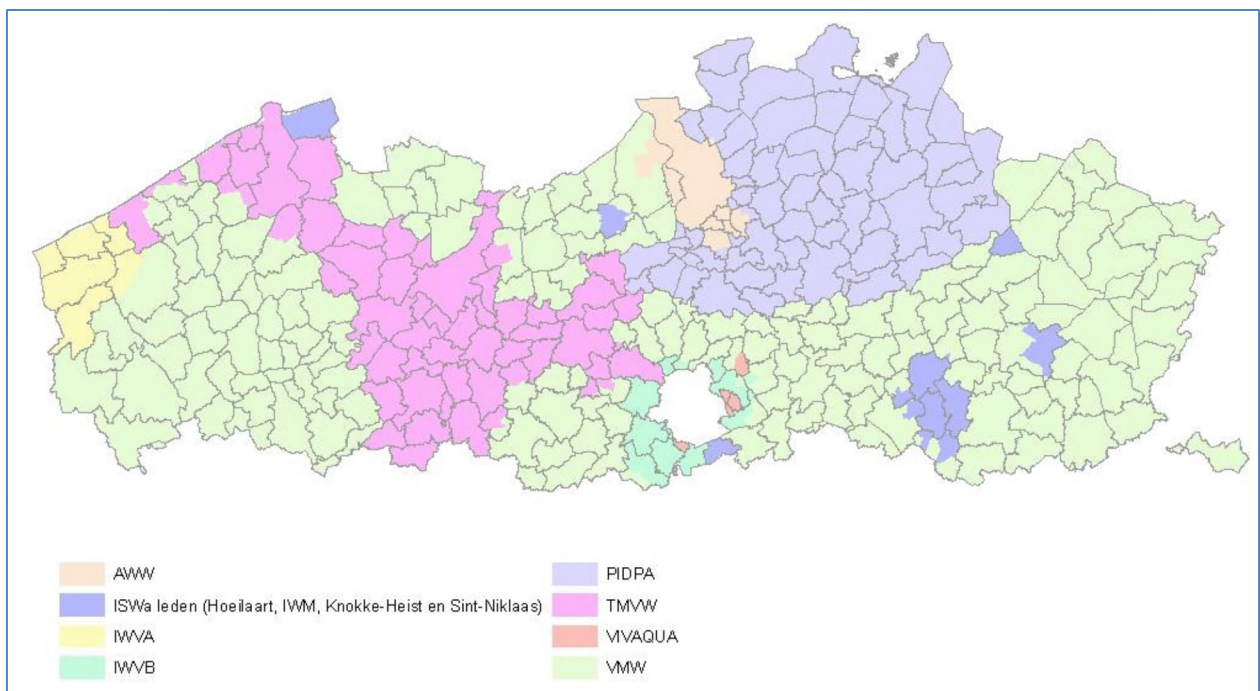 AWW
ISWa leden (Hoeilaart, IWM, Knokke-Heist en Sint-Niklaas)
IWVA
IWVB
PIDPA
TMVW
VIVAQUA
VMW